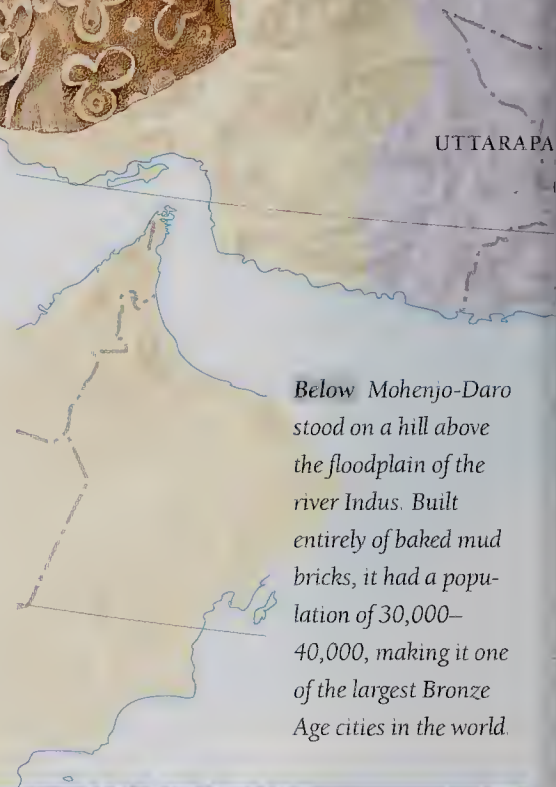 UTTARAPA
Below Mohenjo-Daro
stood on a hill above
the floodplain of the
river Indus. Built
entirely of baked mud
bricks, it had a popu-
lation of 30,000–
40,000, making it one
of the largest Bronze
Age cities in the world.